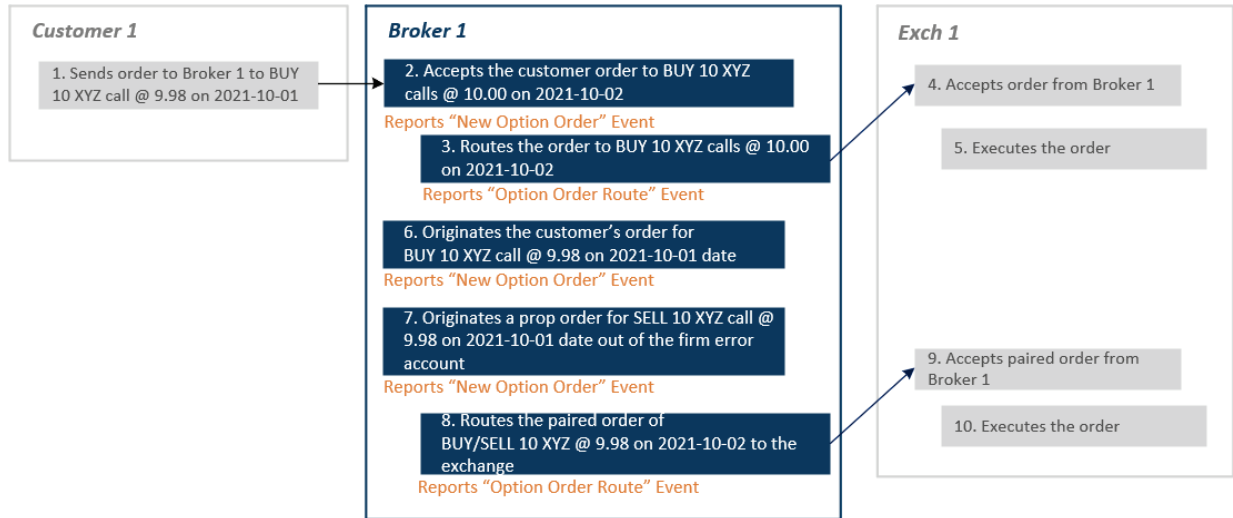 Customer 1
1. Sends order to Broker 1 to BUY
10 XYZ call @ 9.98 on 2021-10-01
Broker 1
2. Accepts the customer order to BUY 10 XYZ
calls @ 10.00 on 2021-10-02
Reports “New Option Order” Event
3. Routes the order to BUY 10 XYZ calls @ 10.00
on 2021-10-02
Reports “Option Order Route” Event
6. Originates the customer’s order for
BUY 10 XYZ call @ 9.98 on 2021-10-01 date
Reports “New Option Order” Event
7. Originates a prop order for SELL 10 XYZ call @
9.98 on 2021-10-01 date out of the firm error
account
Reports “New Option Order” Event
8. Routes the paired order of
BUY/SELL 10 XYZ @ 9.98 on 2021-10-02 to the
exchange
Reports “Option Order Route” Event
Exch 1
4. Accepts order from Broker 1
5. Executes the order
9. Accepts paired order from
Broker 1
10. Executes the order